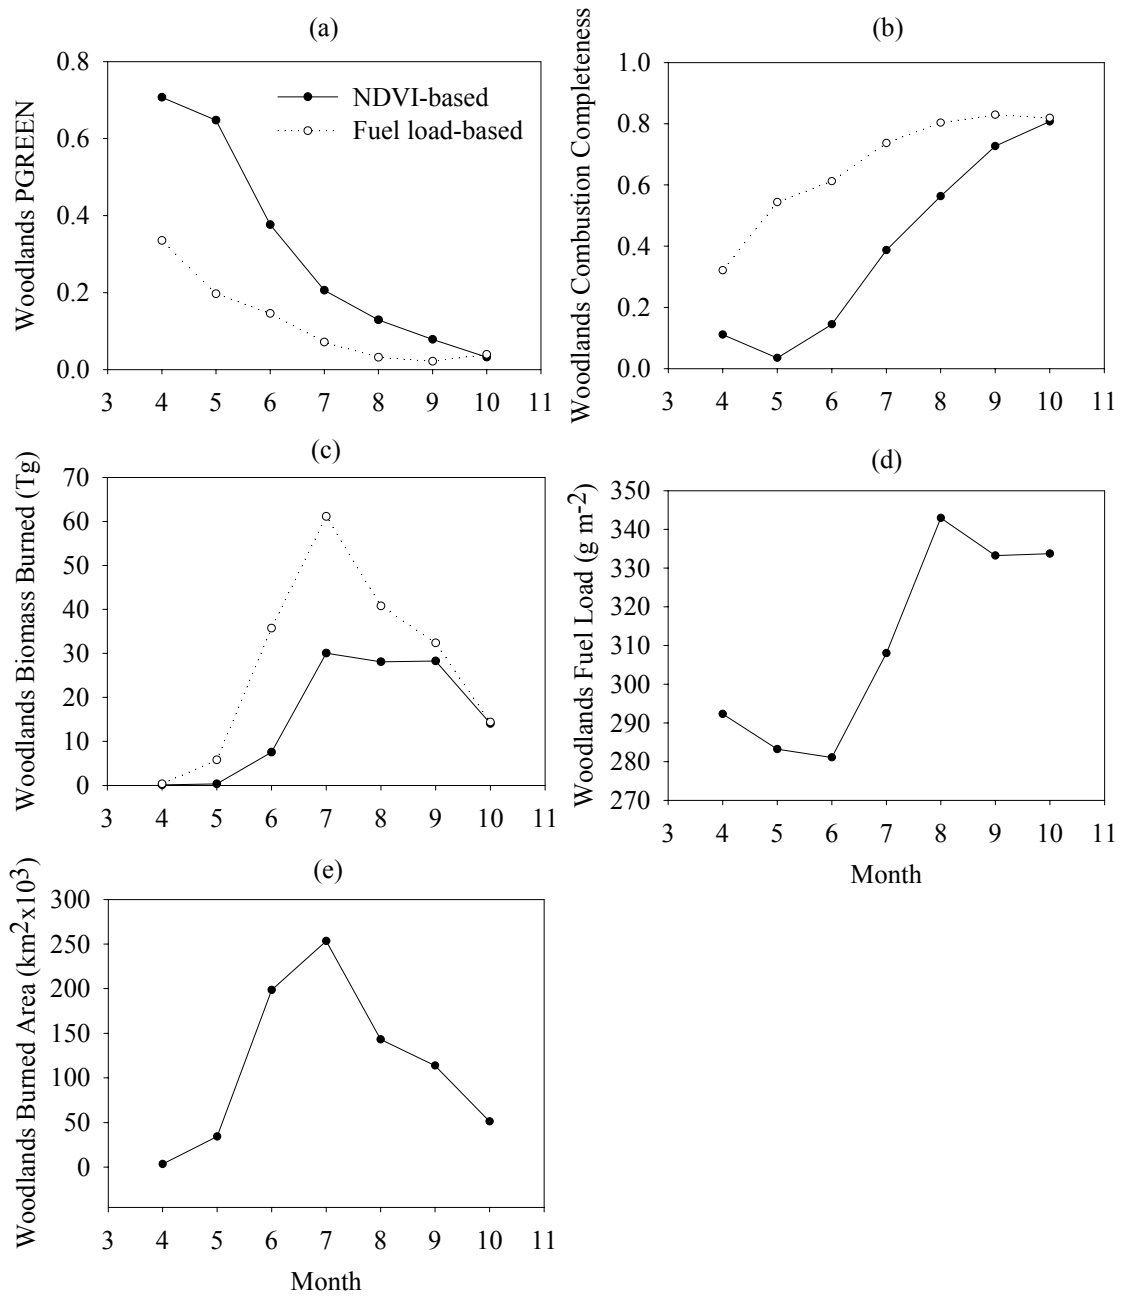 (a)
Woodlands PGREEN
0.8
0.6
0.4
0.2
0.0
NDVI-based
Fuel load-based
3 4 5 6 7 8 9 10 11
(b)
Woodlands Combustion Completeness
1.0
0.8
0.6
0.4
0.2
0.0
3 4 5 6 7 8 9 10 11
(c)
Woodlands Biomass Burned (Tg)
70
60
50
40
30
20
10
0
3 4 5 6 7 8 9 10 11
(d)
Woodlands Fuel Load (g m-2)
350
340
330
320
310
300
290
280
270
3 4 5 6 7 8 9 10 11
Month
(e)
Woodlands Burned Area (km2x103)
300
250
200
150
100
50
0
3 4 5 6 7 8 9 10 11
Month